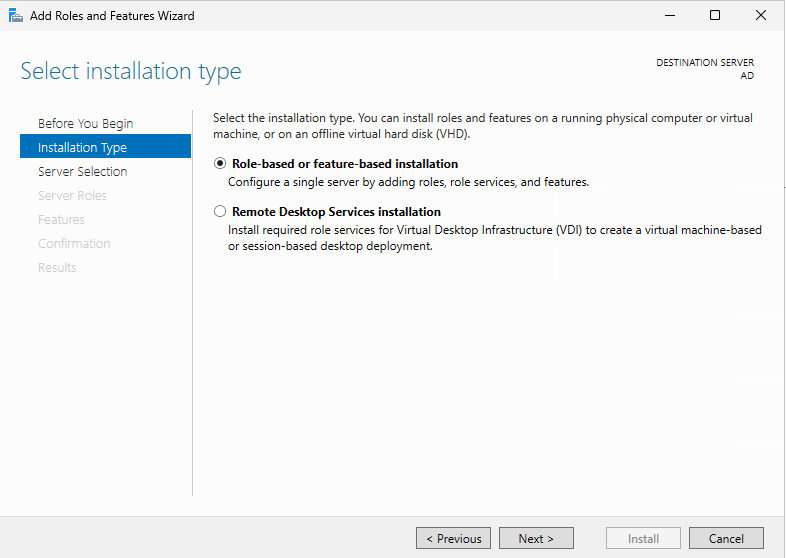 Add Roles and Features Wizard
Select installation type
DESTINATION SERVER
AD
Before You Begin
Installation Type
Server Selection
Server Roles
Features
Confirmation
Results
Select the installation type. You can install roles and features on a running physical computer or virtual
machine, or on an offline virtual hard disk (VHD).
Role-based or feature-based installation
Configure a single server by adding roles, role services, and features.
Remote Desktop Services installation
Install required role services for Virtual Desktop Infrastructure (VDI) to create a virtual machine-based
or session-based desktop deployment.
< Previous
Next >
Install
Cancel